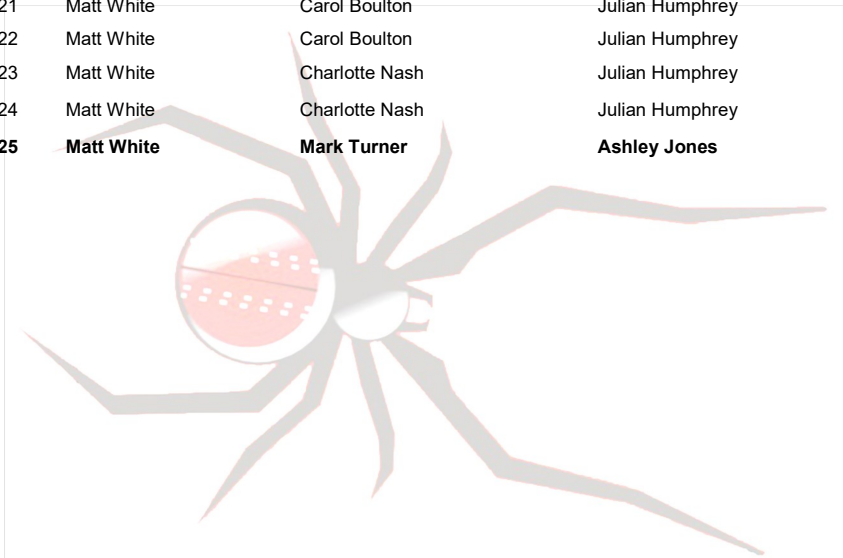 21 Matt White Carol Boulton Julian Humphrey
22 Matt White Carol Boulton Julian Humphrey
23 Matt White Charlotte Nash Julian Humphrey
24 Matt White Charlotte Nash Julian Humphrey
25 Matt White Mark Turner Ashley Jones